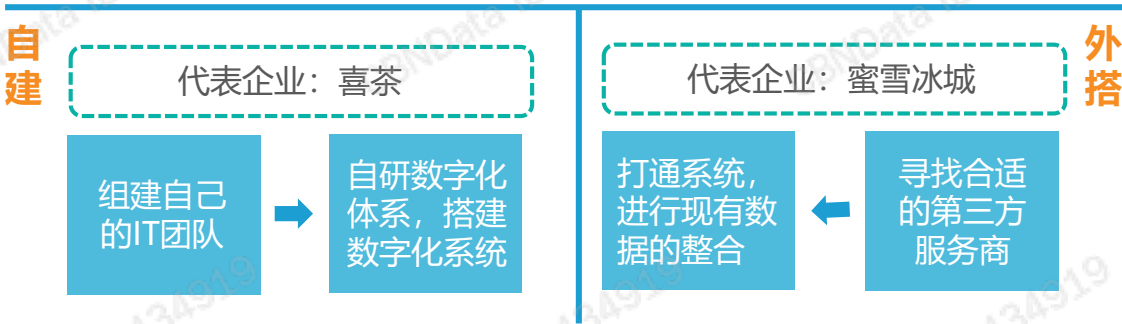 自建
代表企业：喜茶
组建自己
的IT团队
自研数字化
体系，搭建
数字化系统
外搭
代表企业：蜜雪冰城
打通系统，
进行现有数
据的整合
寻找合适
的第三方
服务商
134919
134919
134919